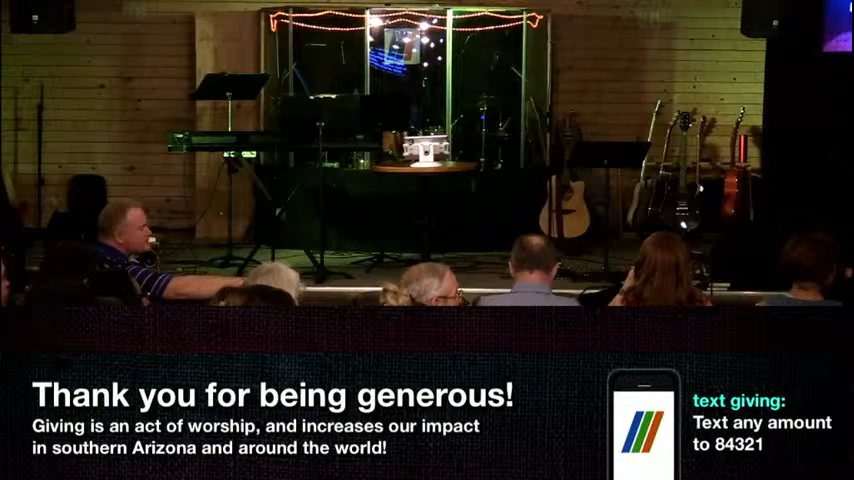 Thank you for being generous!
Giving is an act of worship, and increases our impact
in southern Arizona and around the world!
text giving:
Text any amount
to 84321